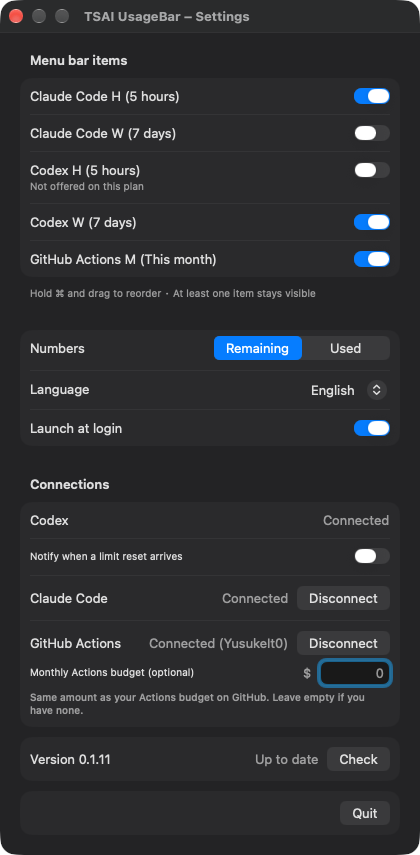 TSAI UsageBar – Settings
Menu bar items
Claude Code H (5 hours)
Claude Code W (7 days)
Codex H (5 hours)
Not offered on this plan
Codex W (7 days)
GitHub Actions M (This month)
Hold ⌘ and drag to reorder · At least one item stays visible
Numbers Remaining Used
Language English
Launch at login
Connections
Codex Connected
Notify when a limit reset arrives
Claude Code Connected Disconnect
GitHub Actions Connected (YusukeIt0) Disconnect
Monthly Actions budget (optional) $ 0
Same amount as your Actions budget on GitHub. Leave empty if you
have none.
Version 0.1.11 Up to date Check
Quit